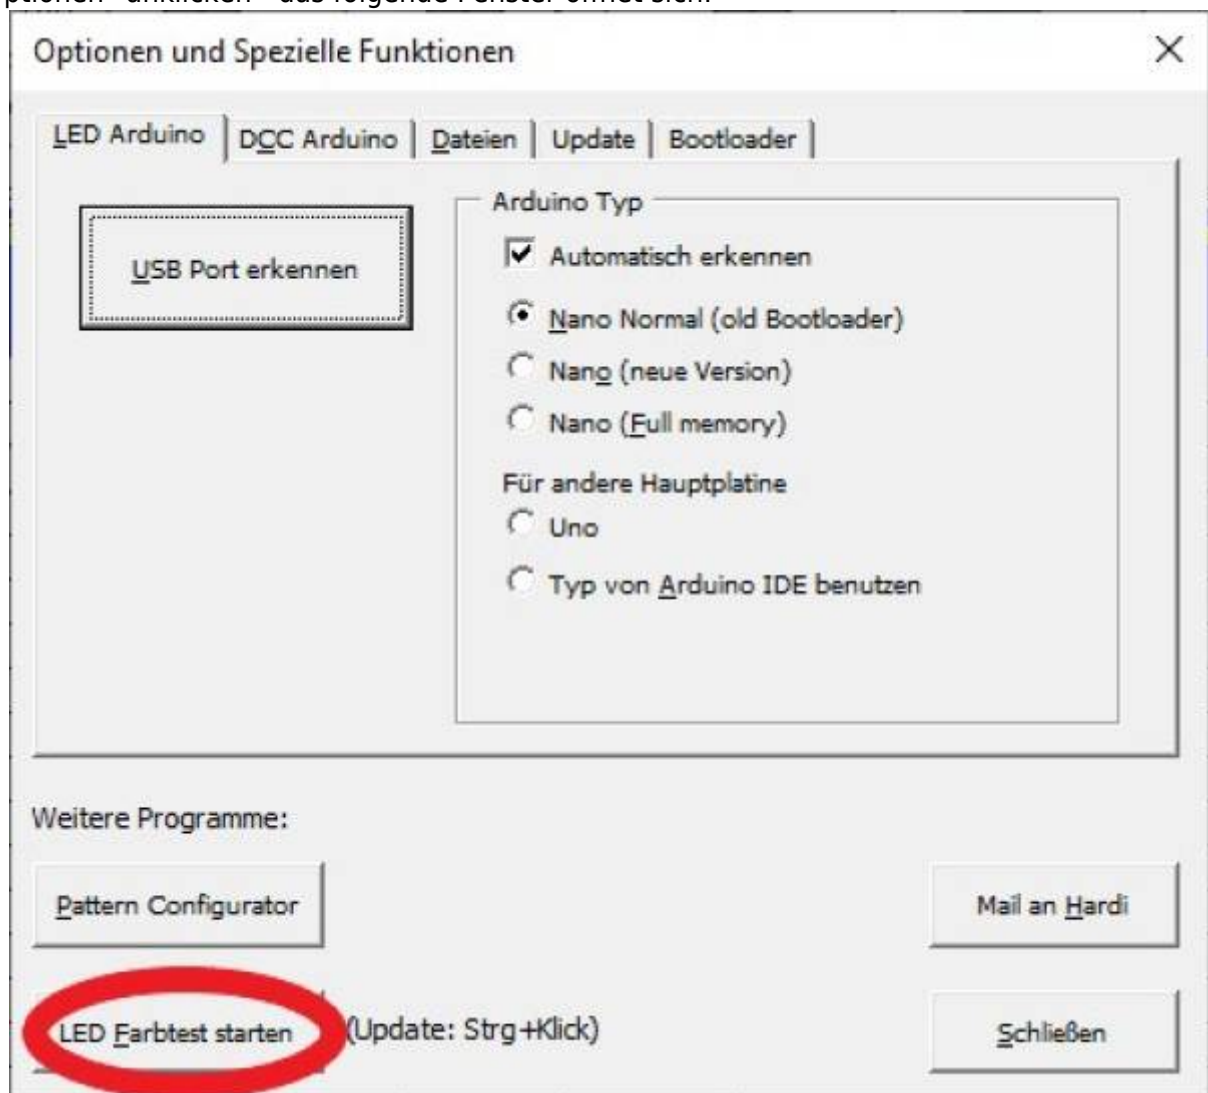 Optionen und Spezielle Funktionen
LED Arduino
DCC Arduino
Dateien
Update
Bootloader
USB Port erkennen
Arduino Typ
Automatisch erkennen
Nano Normal (old Bootloader)
Nano (neue Version)
Nano (Full memory)
Für andere Hauptplatine
Uno
Typ von Arduino IDE benutzen
Weitere Programme:
Pattern Configurator
Mail an Hardi
LED Farbtest starten
(Update: Strg+Klick)
Schließen